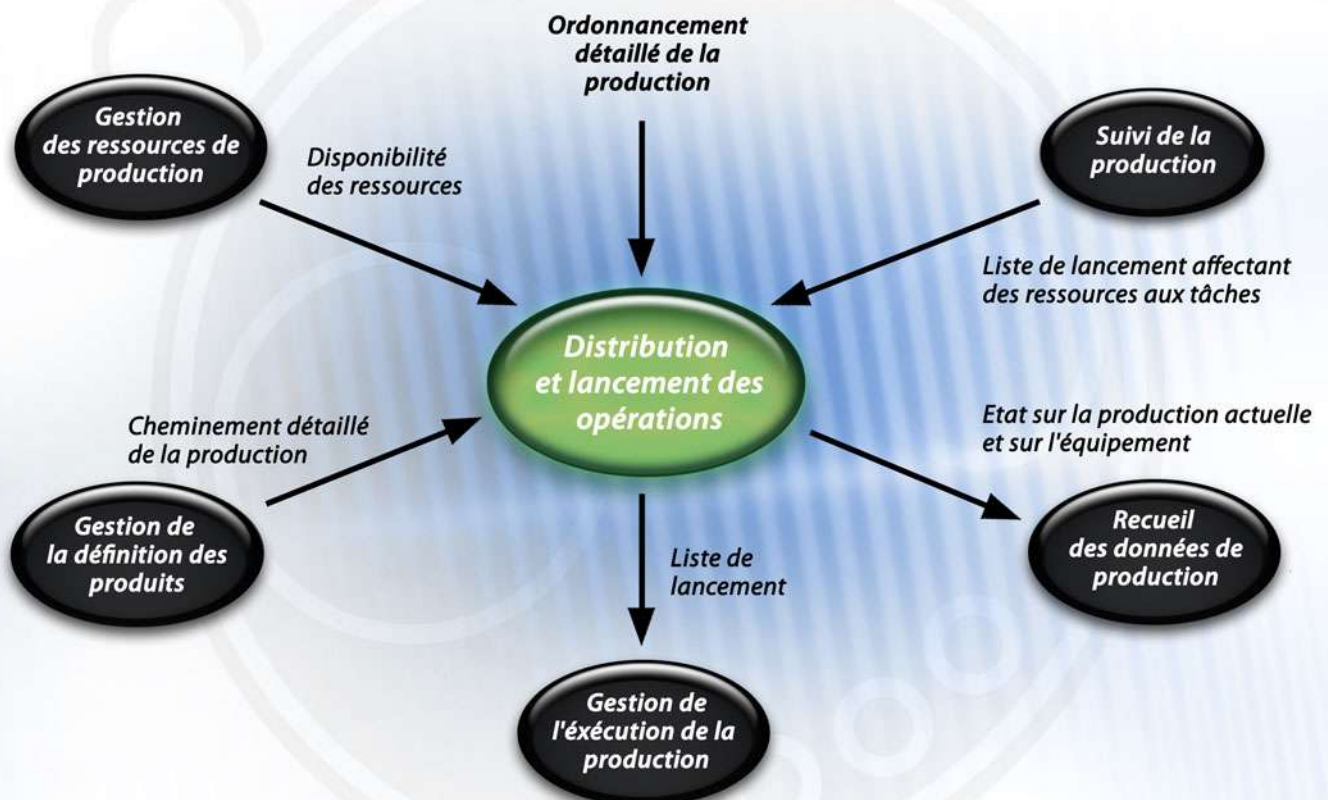 Ordonnancement
détaillé de la
production
Gestion
des ressources de
production
Disponibilité
des ressources
Suivi de la
production
Liste de lancement affectant
des ressources aux tâches
Distribution
et lancement des
opérations
Cheminement détaillé
de la production
Etat sur la production actuelle
et sur l'équipement
Gestion de
la définition des
produits
Liste de
lancement
Recueil
des données de
production
Gestion de
l'éxécution de la
production